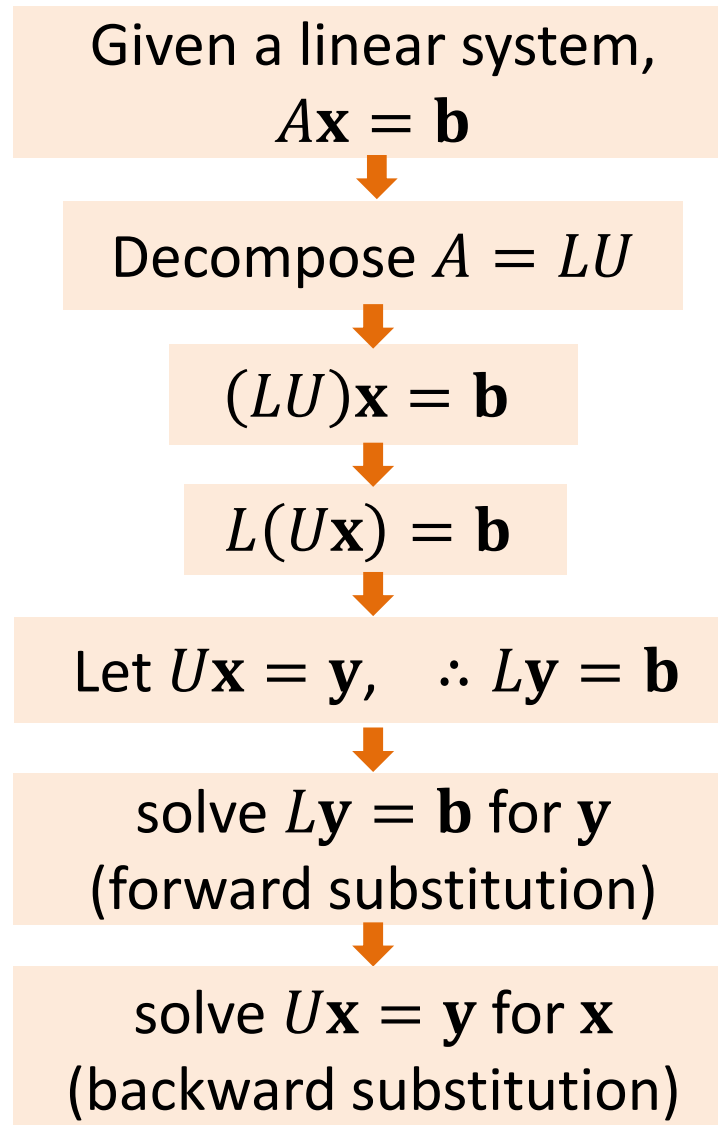 Given a linear system,
𝐴𝐱 = 𝐛
Decompose 𝐴 = 𝐿𝑈
(𝐿𝑈)𝐱 = 𝐛
𝐿(𝑈𝐱) = 𝐛
Let 𝑈𝐱 = 𝐲, ∴ 𝐿𝐲 = 𝐛
solve 𝐿𝐲 = 𝐛 for 𝐲
(forward substitution)
solve 𝑈𝐱 = 𝐲 for 𝐱
(backward substitution)